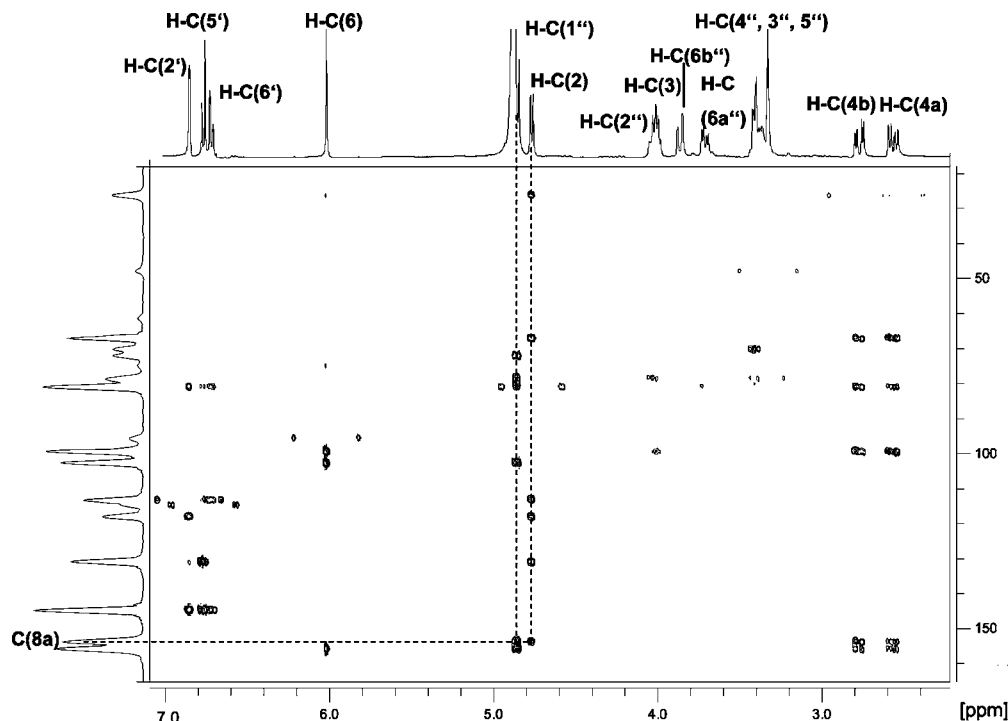 H-C(5‘)
H-C(6)
H-C(1“)
H-C(4“, 3“, 5“)
H-C(2‘)
H-C(6b“)
H-C(6‘)
H-C(2)
H-C(3)
H-C
(6a“)
H-C(4b)
H-C(4a)
H-C(2“)
50
100
C(8a)
150
7.0
6.0
5.0
4.0
3.0
[ppm]